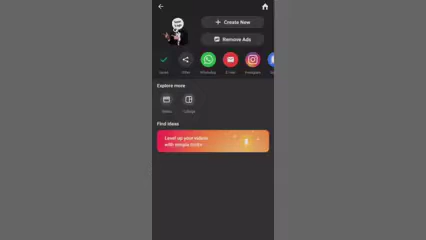 + Create New
Remove Ads
Saved
Other
WhatsApp
E-mail
Instagram
Explore more
Video
Collage
Find ideas
Level up your videos
with simple tricks